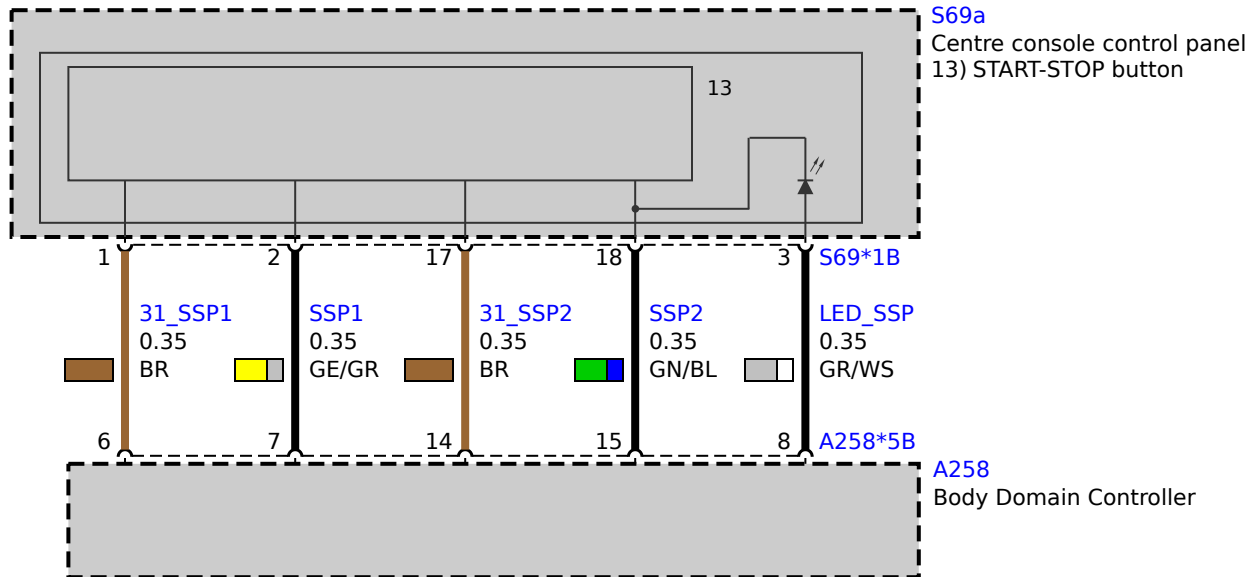 S69a
Centre console control panel
13) START-STOP button
13
1
2
17
18
3
S69*1B
31_SSP1
0.35
BR
SSP1
0.35
GE/GR
31_SSP2
0.35
BR
SSP2
0.35
GN/BL
LED_SSP
0.35
GR/WS
6
7
14
15
8
A258*5B
A258
Body Domain Controller